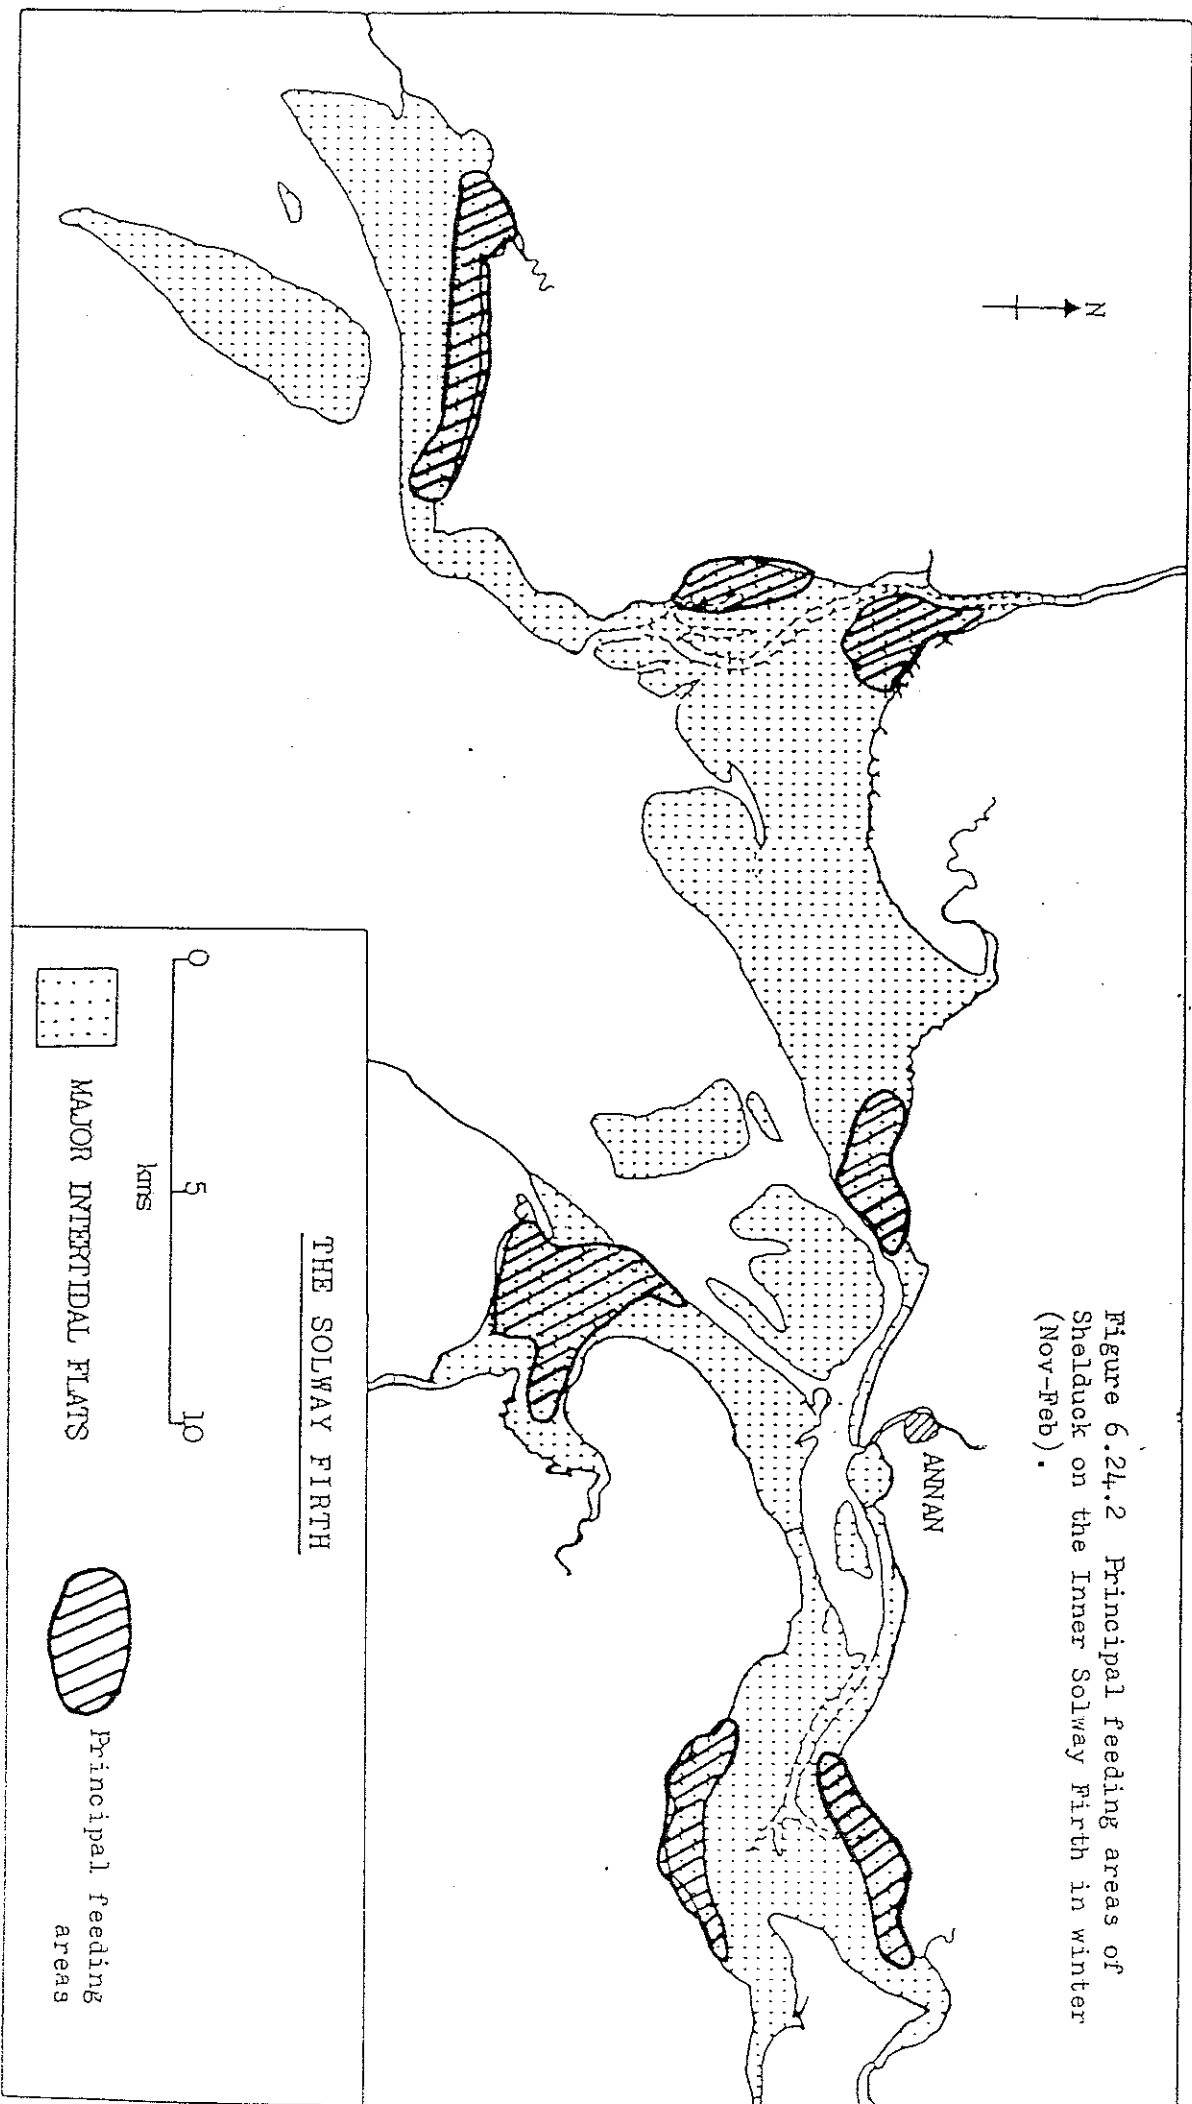 Figure 6.24.2 Principal feeding areas of
Shelduck on the Inner Solway Firth in winter
(Nov-Feb).
N
ANNAN
THE SOLWAY FIRTH
0 5 10
kms
MAJOR INTERTIDAL FLATS
Principal feeding
areas